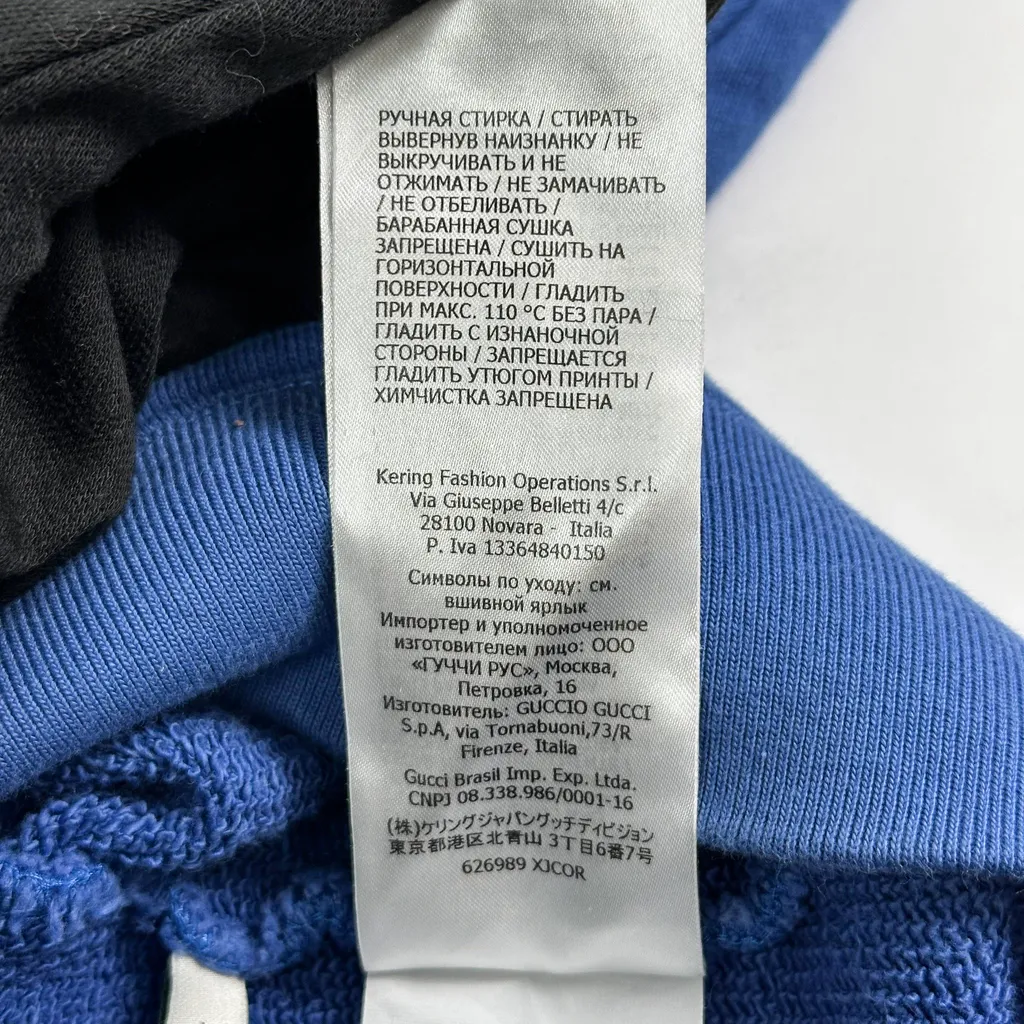 РУЧНАЯ СТИРКА / СТИРАТЬ
ВЫВЕРНУВ НАИЗНАНКУ / НЕ
ВЫКРУЧИВАТЬ И НЕ
ОТЖИМАТЬ / НЕ ЗАМАЧИВАТЬ
/ НЕ ОТБЕЛИВАТЬ /
БАРАБАННАЯ СУШКА
ЗАПРЕЩЕНА / СУШИТЬ НА
ГОРИЗОНТАЛЬНОЙ
ПОВЕРХНОСТИ / ГЛАДИТЬ
ПРИ МАКС. 110 °C БЕЗ ПАРА /
ГЛАДИТЬ С ИЗНАНОЧНОЙ
СТОРОНЫ / ЗАПРЕЩАЕТСЯ
ГЛАДИТЬ УТЮГОМ ПРИНТЫ /
ХИМЧИСТКА ЗАПРЕЩЕНА
Kering Fashion Operations S.r.l.
Via Giuseppe Belletti 4/c
28100 Novara - Italia
P. Iva 13364840150
Символы по уходу: см.
вшивной ярлык
Импортер и уполномоченное
изготовителем лицо: ООО
«ГУЧЧИ РУС», Москва,
Петровка, 16
Изготовитель: GUCCIO GUCCI
S.p.A, via Tornabuoni,73/R
Firenze, Italia
Gucci Brasil Imp. Exp. Ltda.
CNPJ 08.338.986/0001-16
(株)ケリングジャパングッチディビジョン
東京都港区北青山 3丁目6番7号
626989 XJCOR